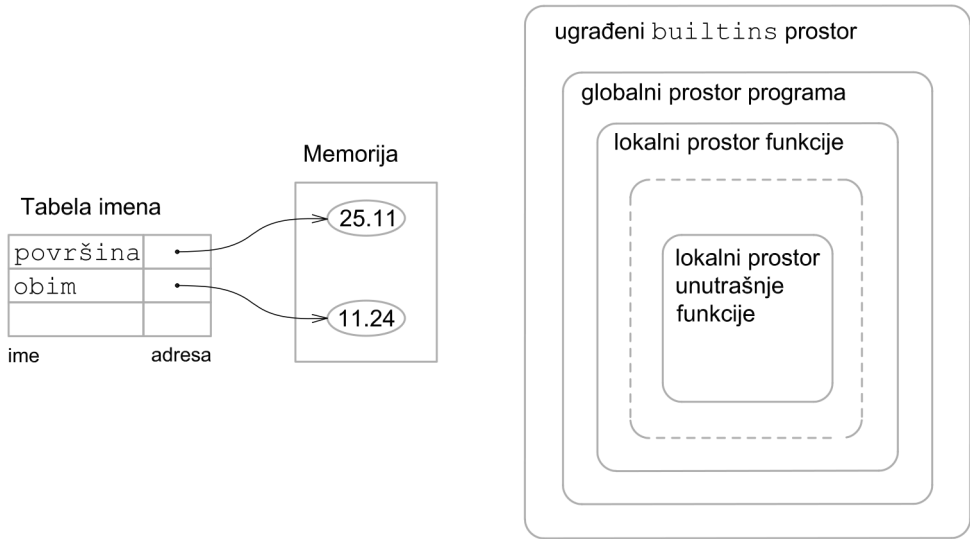 Memorija
25.11
11.24
Tabela imena
površina
obim
ime adresa
ugrađeni builtins prostor
globalni prostor programa
lokalni prostor funkcije
lokalni prostor
unutrašnje
funkcije